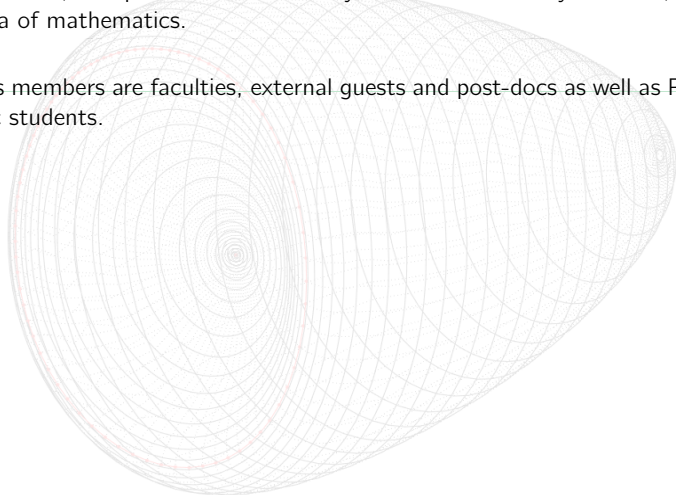 a of mathematics.
s members are faculties, external guests and post-docs as well as P
students.